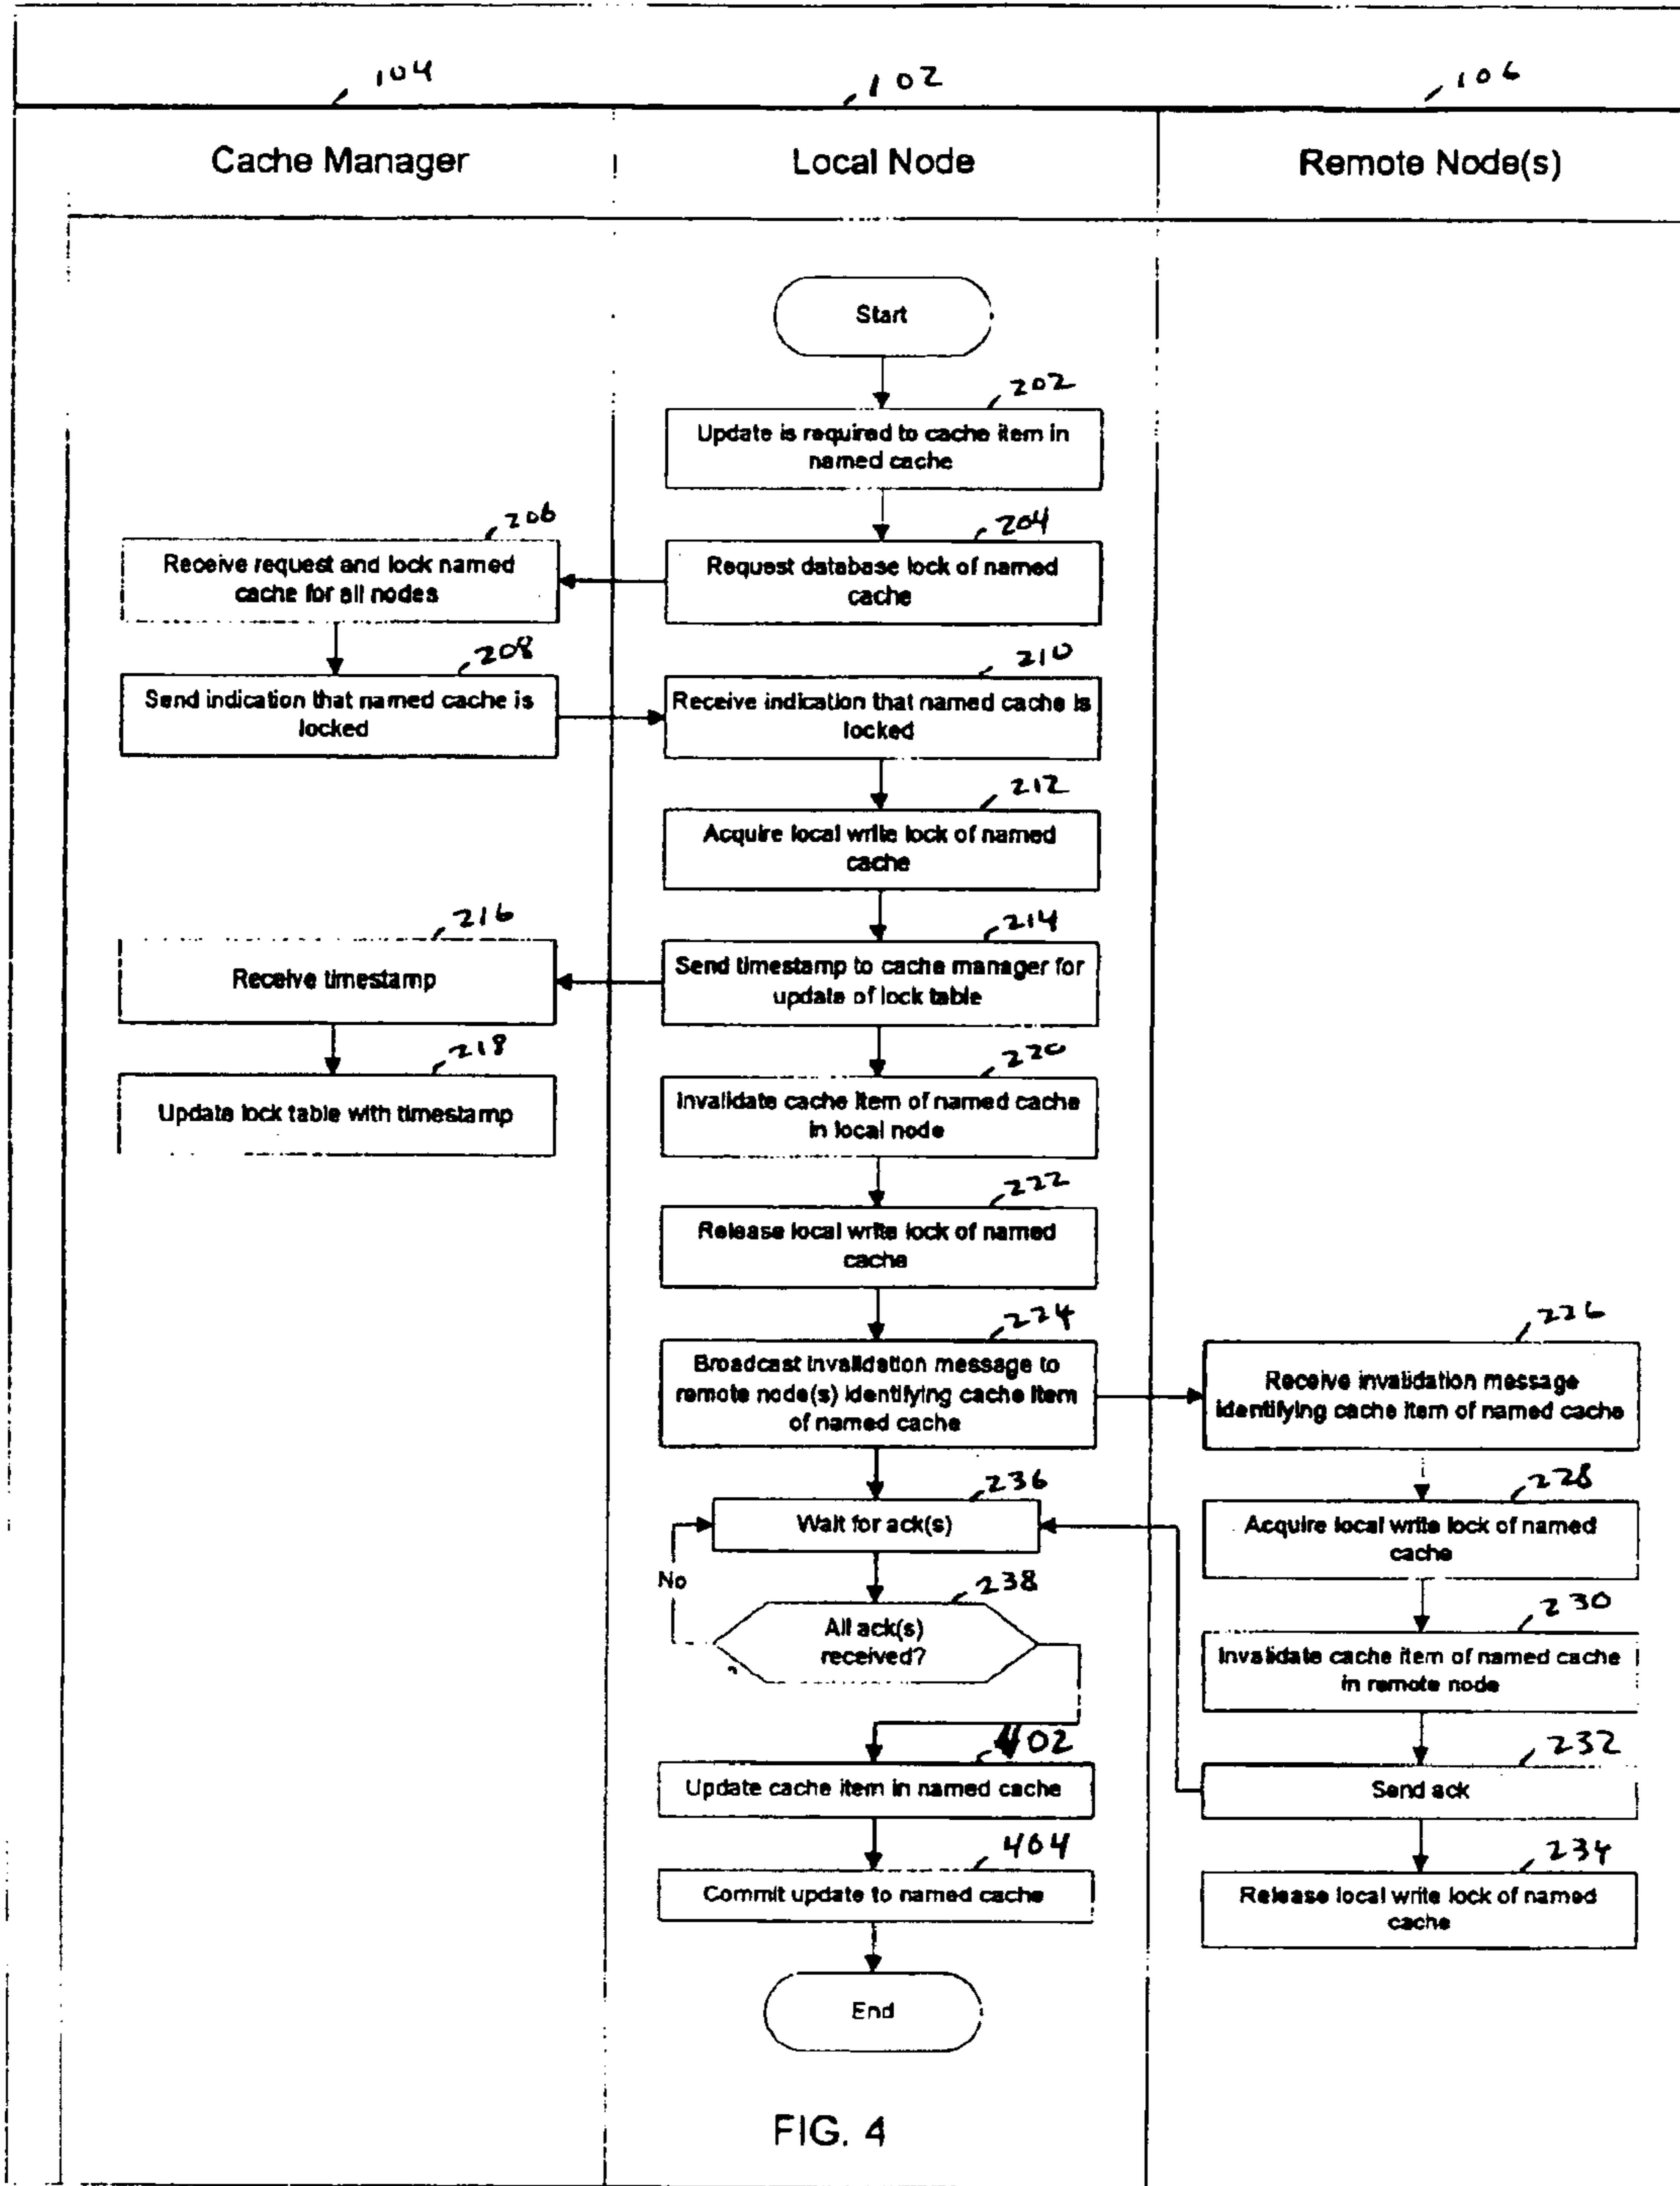 104
102
106
Cache Manager
Local Node
Remote Node(s)
Start
202
Update is required to cache item in
named cache
206
204
Receive request and lock named
cache for all nodes
Request database lock of named
cache
208
210
Send indication that named cache is
locked
Receive indication that named cache is
locked
212
Acquire local write lock of named
cache
216
214
Receive timestamp
Send timestamp to cache manager for
update of lock table
218
220
Update lock table with timestamp
Invalidate cache item of named cache
in local node
222
Release local write lock of named
cache
224
226
Broadcast invalidation message to
remote node(s) identifying cache item
of named cache
Receive invalidation message
identifying cache item of named cache
236
228
Wait for ack(s)
Acquire local write lock of named
cache
No
238
230
All ack(s)
received?
Invalidate cache item of named cache
in remote node
402
232
Update cache item in named cache
Send ack
404
234
Commit update to named cache
Release local write lock of named
cache
End
FIG. 4